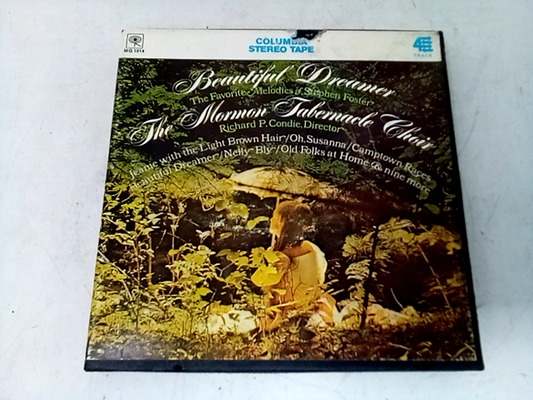 MQ 1014
COLUMBIA
STEREO TAPE
4
TRACK
Beautiful Dreamer
The Favorite Melodies of Stephen Foster
The Mormon Tabernacle Choir
Richard P. Condie, Director
Jeanie with the Light Brown Hair/Oh, Susanna/Camptown Races
Beautiful Dreamer/Nelly Bly/Old Folks at Home & nine more